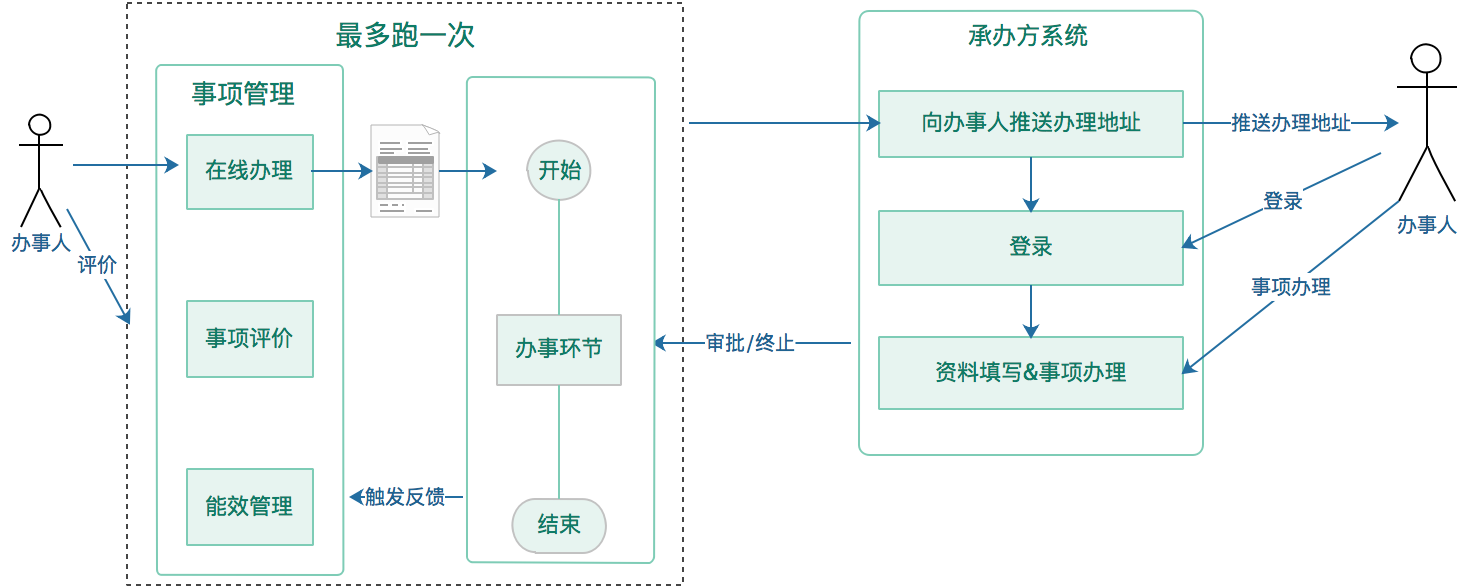 最多跑一次
事项管理
在线办理
事项评价
能效管理
办事人
评价
开始
办事环节
结束
触发反馈
审批/终止
承办方系统
向办事人推送办理地址
登录
资料填写&事项办理
推送办理地址
登录
事项办理
办事人